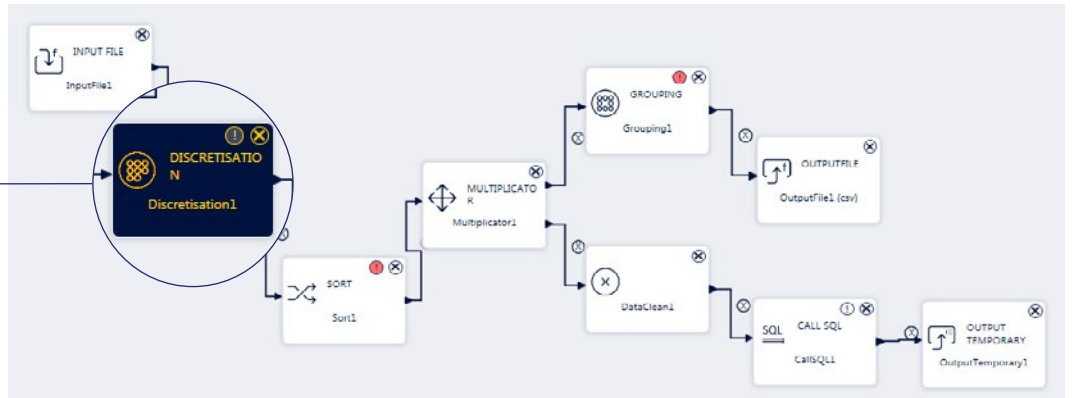 INPUT FILE
InputFile1
DISCRETISATIO
N
Discretisation1
SORT
Sort1
MULTIPLICATO
R
Multiplicator1
GROUPING
Grouping1
OUTPUTFILE
OutputFile1 (csv)
DataClean1
SQL
CALL SQL
CallSQL1
OUTPUT
TEMPORARY
OutputTemporary1